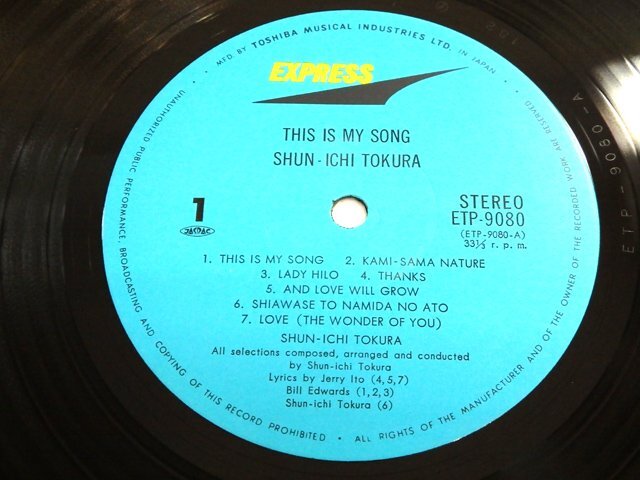 MFD. BY TOSHIBA MUSICAL INDUSTRIES LTD. IN JAPAN.
EXPRESS
THIS IS MY SONG
SHUN-ICHI TOKURA
1
JASRAC
STEREO
ETP-9080
(ETP-9080-A)
33⅓ r. p. m.
1. THIS IS MY SONG 2. KAMI-SAMA NATURE
3. LADY HILO 4. THANKS
5. AND LOVE WILL GROW
6. SHIAWASE TO NAMIDA NO ATO
7. LOVE (THE WONDER OF YOU)
SHUN-ICHI TOKURA
All selections composed, arranged and conducted
by Shun-ichi Tokura
Lyrics by Jerry Ito (4,5,7)
Bill Edwards (1,2,3)
Shun-ichi Tokura (6)
UNAUTHORIZED PUBLIC PERFORMANCE, BROADCASTING AND COPYING OF THIS RECORD PROHIBITED • ALL RIGHTS OF THE MANUFACTURER AND OF THE OWNER OF THE RECORDED WORK ARE RESERVED
ETP-9080-A